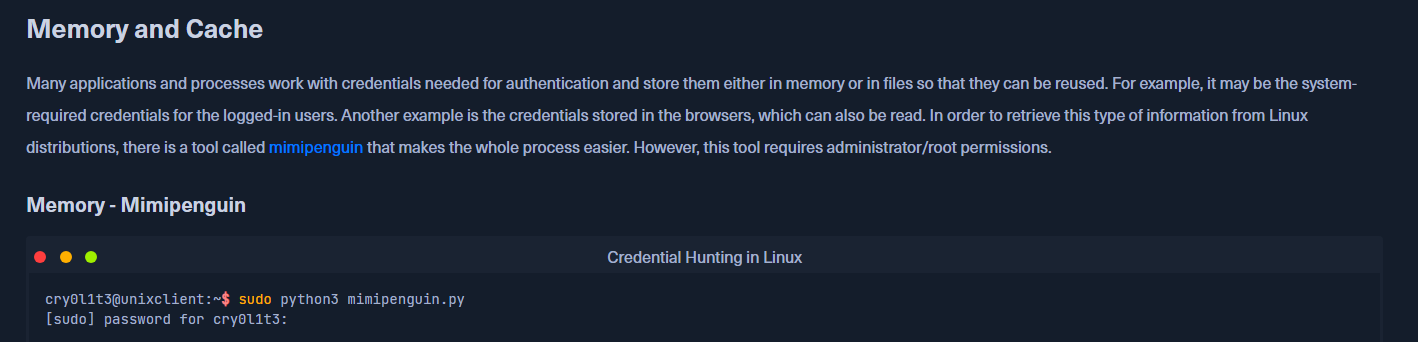 Memory and Cache
Many applications and processes work with credentials needed for authentication and store them either in memory or in files so that they can be reused. For example, it may be the system-
required credentials for the logged-in users. Another example is the credentials stored in the browsers, which can also be read. In order to retrieve this type of information from Linux
distributions, there is a tool called mimipenguin that makes the whole process easier. However, this tool requires administrator/root permissions.
Memory - Mimipenguin
Credential Hunting in Linux
cry0l1t3@unixclient:~$ sudo python3 mimipenguin.py
[sudo] password for cry0l1t3: